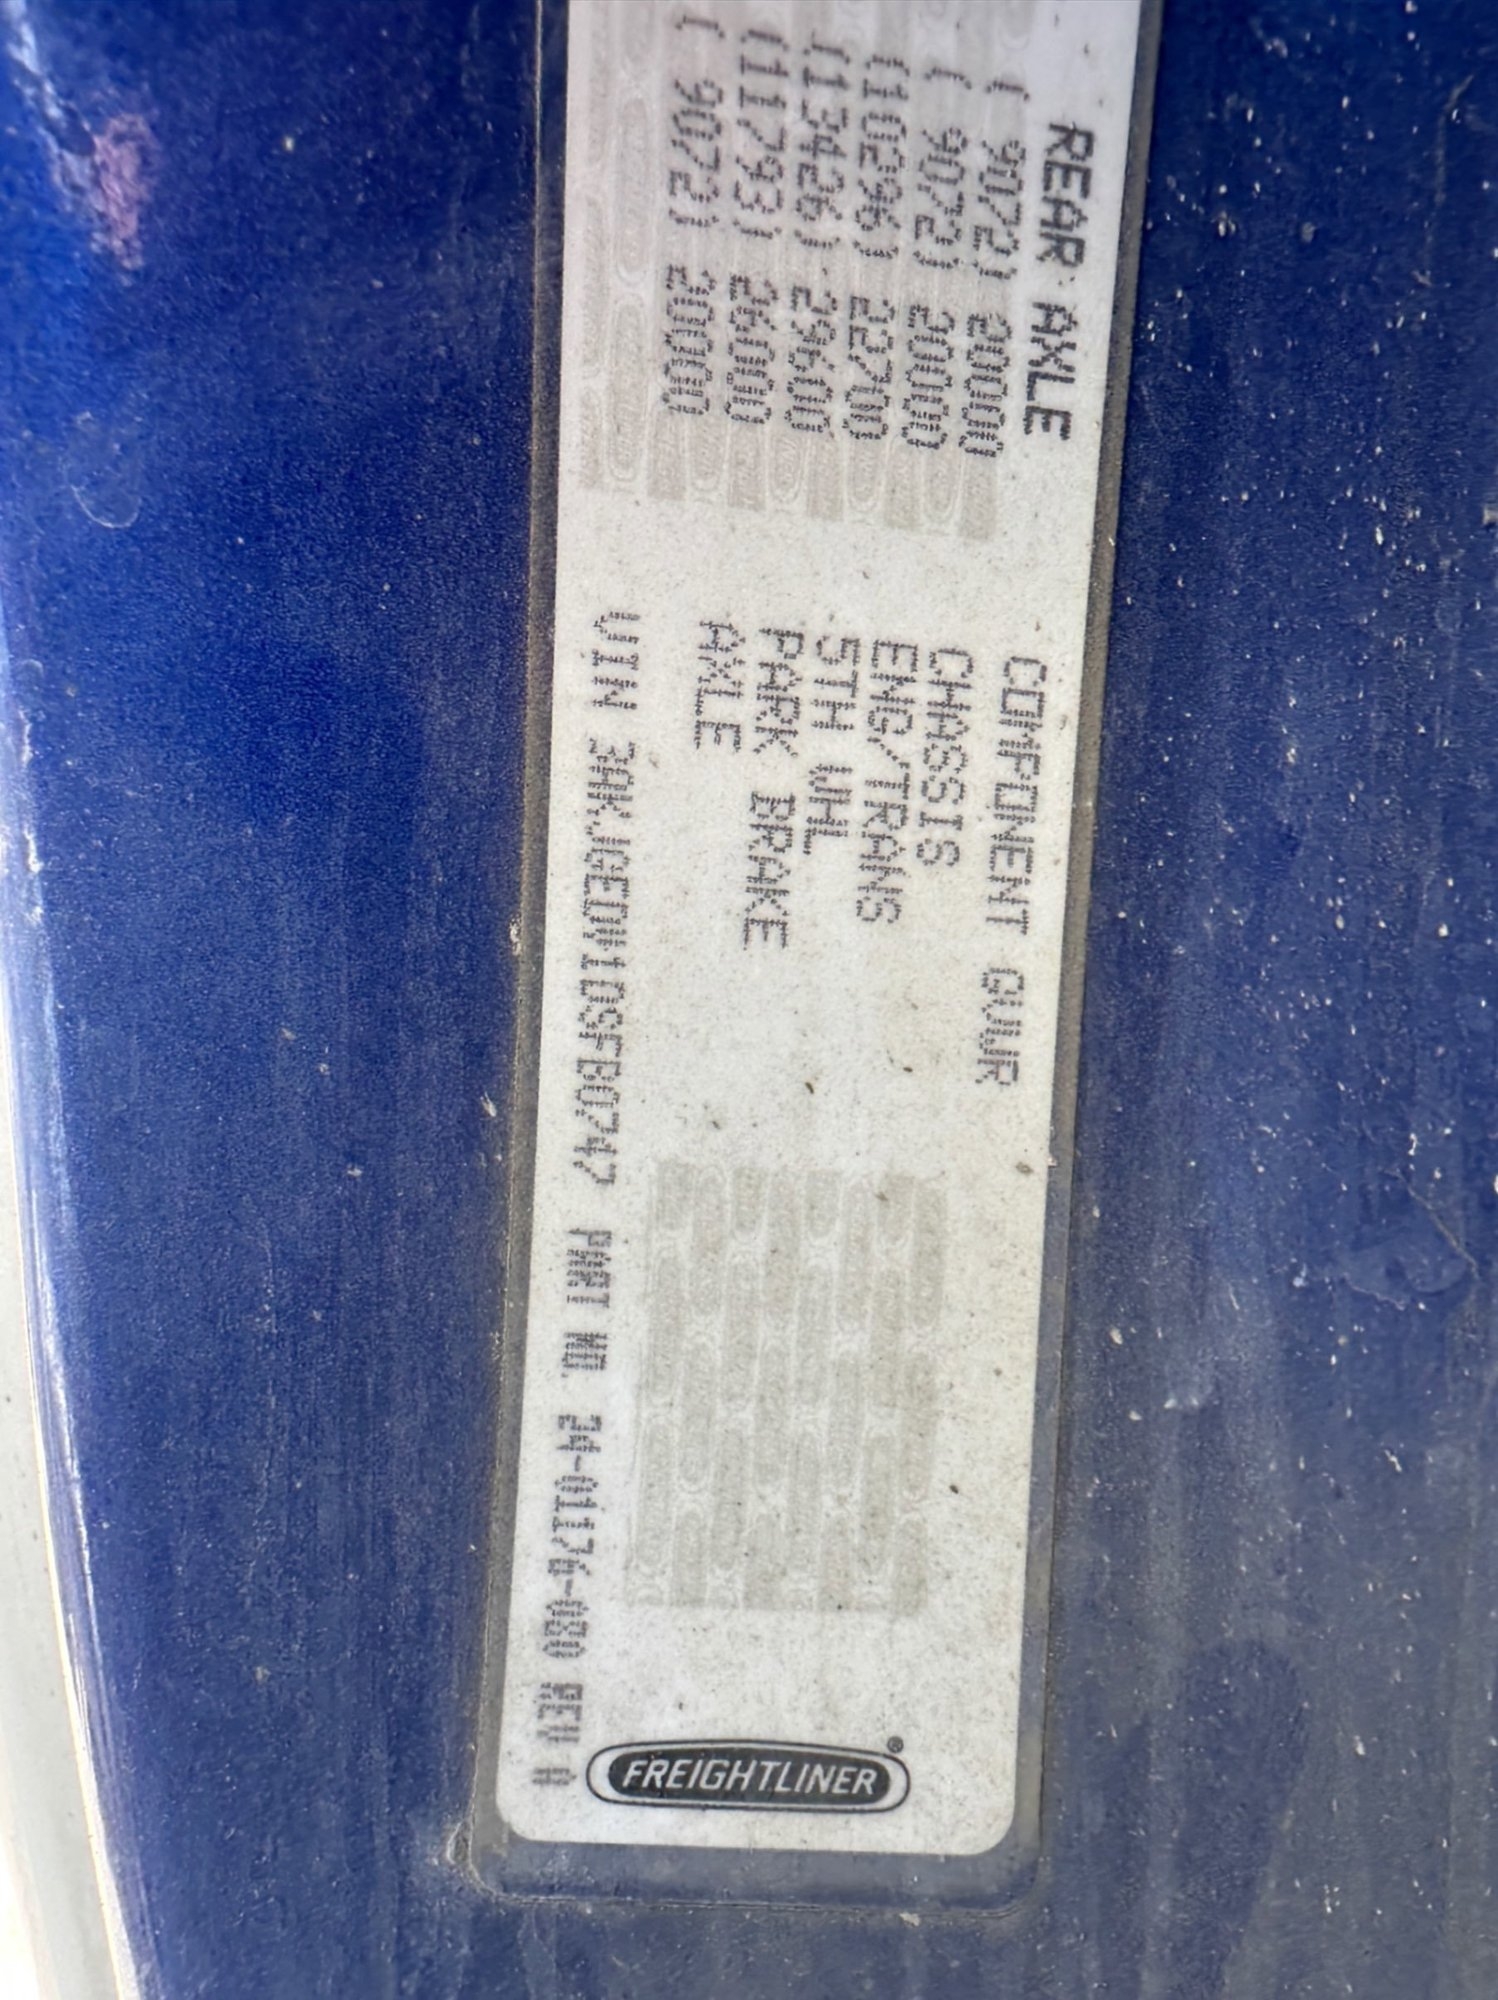 REAR AXLE
( 9072) 20000
( 9072) 20000
(10296) 22700
(13426) 29600
(11793) 26000
( 9072) 20000
COMPONENT GVWR
CHASSIS
ENG/TRANS
5TH WHL
PARK BRAKE
AXLE
VIN 3AKJGEDV1DSFB0747 PART NO. 24-01176-080 REV A
FREIGHTLINER®